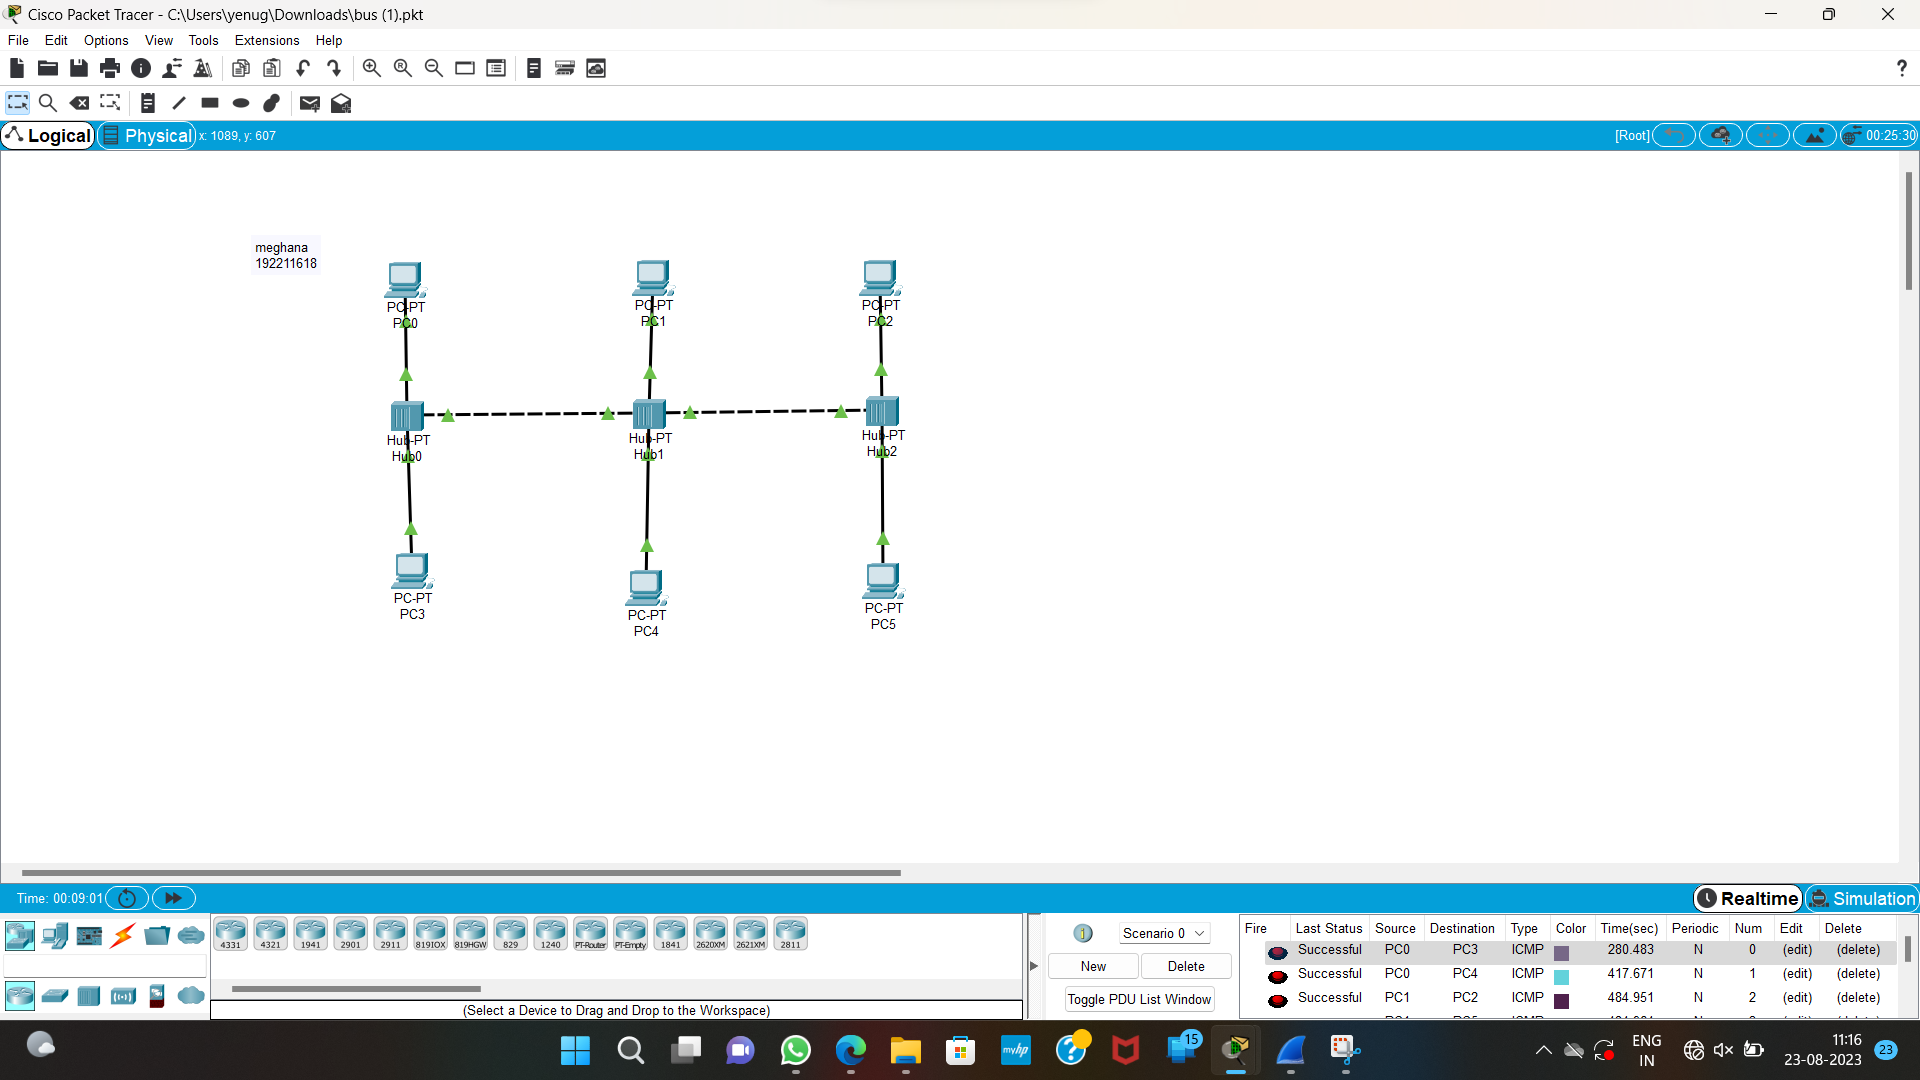 Cisco Packet Tracer - C:\Users\yenug\Downloads\bus (1).pkt
File Edit Options View Tools Extensions Help
?
Logical Physical x: 1089, y: 607 [Root] 00:25:30
meghana
192211618
PC-PT
PC0
PC-PT
PC1
PC-PT
PC2
Hub-PT
Hub0
Hub-PT
Hub1
Hub-PT
Hub2
PC-PT
PC3
PC-PT
PC4
PC-PT
PC5
Time: 00:09:01 Realtime Simulation
4331 4321 1941 2901 2911 819IOX 819HGW 829 1240 PT-Router PT-Empty 1841 2620XM 2621XM 2811
(Select a Device to Drag and Drop to the Workspace)
Scenario 0
New Delete
Toggle PDU List Window
Fire Last Status Source Destination Type Color Time(sec) Periodic Num Edit Delete
Successful PC0 PC3 ICMP 280.483 N 0 (edit) (delete)
Successful PC0 PC4 ICMP 417.671 N 1 (edit) (delete)
Successful PC1 PC2 ICMP 484.951 N 2 (edit) (delete)
myhp
15
ENG
IN
11:16
23-08-2023
23